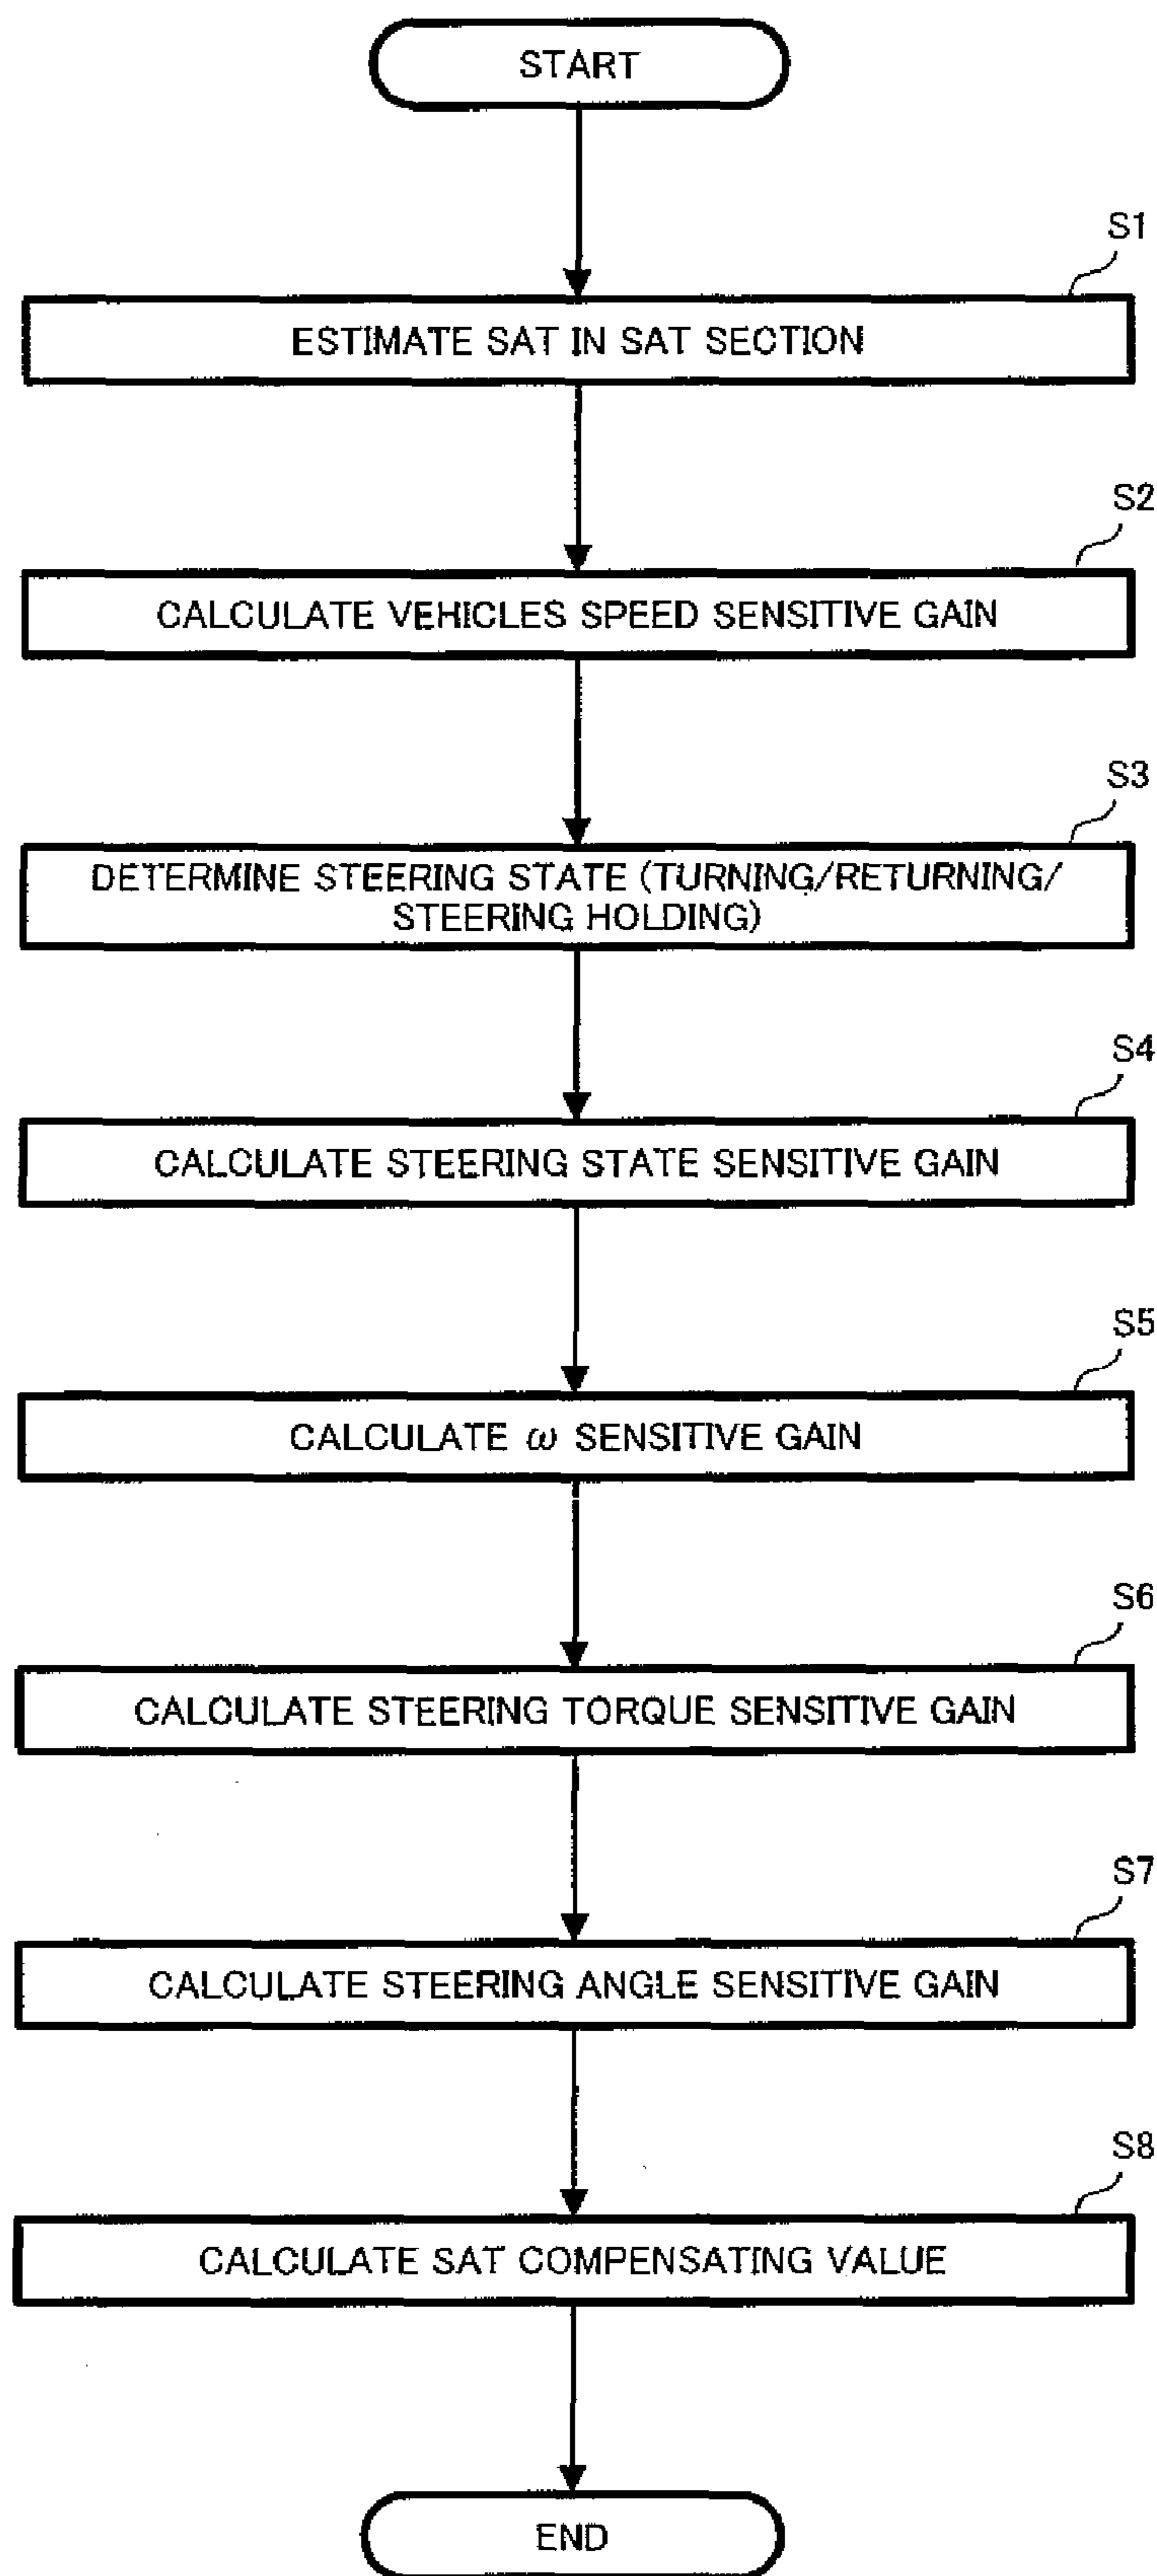 START
S1
ESTIMATE SAT IN SAT SECTION
S2
CALCULATE VEHICLES SPEED SENSITIVE GAIN
S3
DETERMINE STEERING STATE (TURNING/RETURNING/
STEERING HOLDING)
S4
CALCULATE STEERING STATE SENSITIVE GAIN
S5
CALCULATE ω SENSITIVE GAIN
S6
CALCULATE STEERING TORQUE SENSITIVE GAIN
S7
CALCULATE STEERING ANGLE SENSITIVE GAIN
S8
CALCULATE SAT COMPENSATING VALUE
END